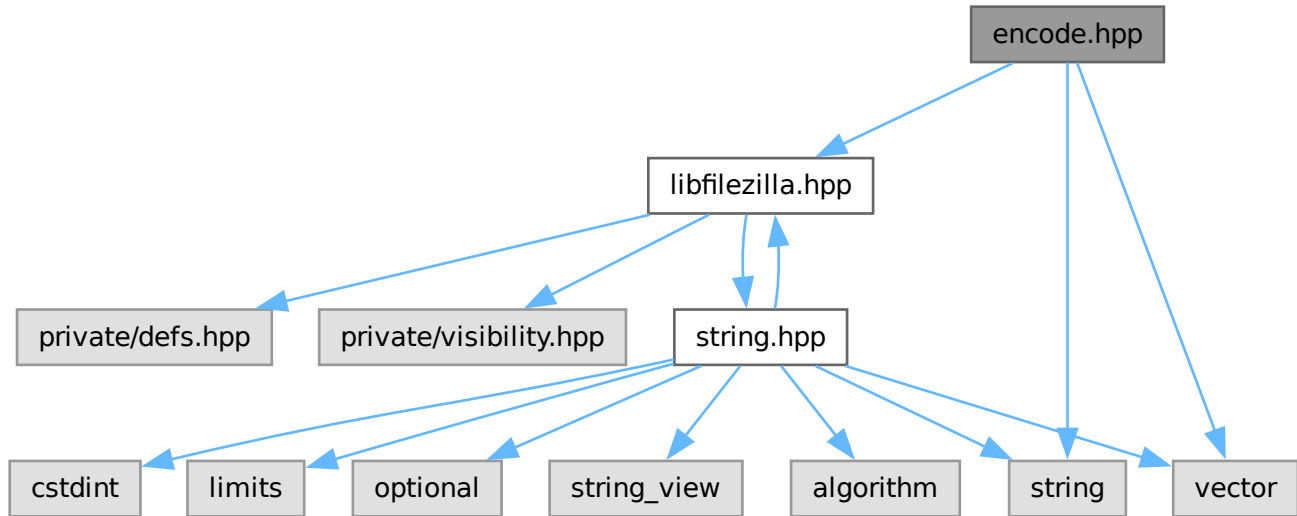 encode.hpp
libfilezilla.hpp
private/defs.hpp
private/visibility.hpp
string.hpp
cstdint
limits
optional
string_view
algorithm
string
vector